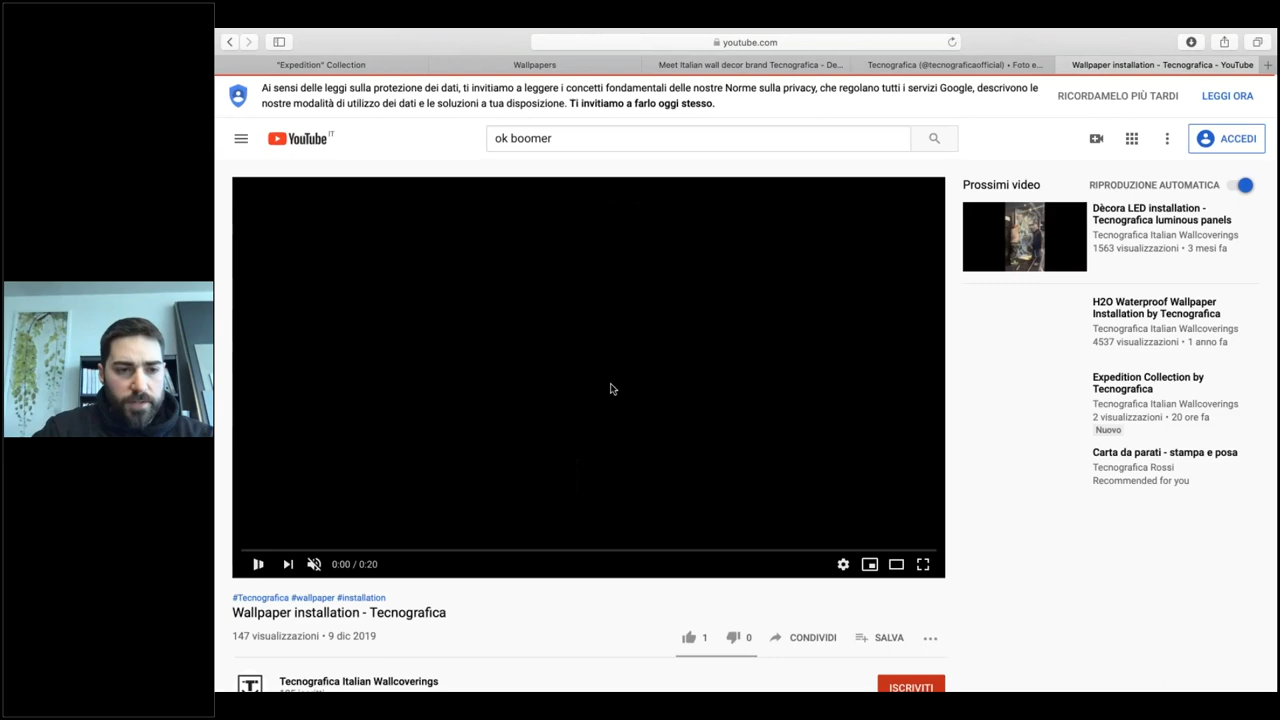 youtube.com
"Expedition" Collection
Wallpapers
Meet Italian wall decor brand Tecnografica - De...
Tecnografica (@tecnograficaofficial) • Foto e...
Wallpaper installation - Tecnografica - YouTube
Ai sensi delle leggi sulla protezione dei dati, ti invitiamo a leggere i concetti fondamentali delle nostre Norme sulla privacy, che regolano tutti i servizi Google, descrivono le
nostre modalità di utilizzo dei dati e le soluzioni a tua disposizione. Ti invitiamo a farlo oggi stesso.
RICORDAMELO PIÙ TARDI
LEGGI ORA
YouTube IT
ok boomer
ACCEDI
Prossimi video
RIPRODUZIONE AUTOMATICA
Dècora LED installation -
Tecnografica luminous panels
Tecnografica Italian Wallcoverings
1563 visualizzazioni • 3 mesi fa
H2O Waterproof Wallpaper
Installation by Tecnografica
Tecnografica Italian Wallcoverings
4537 visualizzazioni • 1 anno fa
Expedition Collection by
Tecnografica
Tecnografica Italian Wallcoverings
2 visualizzazioni • 20 ore fa
Nuovo
Carta da parati - stampa e posa
Tecnografica Rossi
Recommended for you
0:00 / 0:20
#Tecnografica #wallpaper #installation
Wallpaper installation - Tecnografica
147 visualizzazioni • 9 dic 2019
1
0
CONDIVIDI
SALVA
Tecnografica Italian Wallcoverings
ISCRIVITI